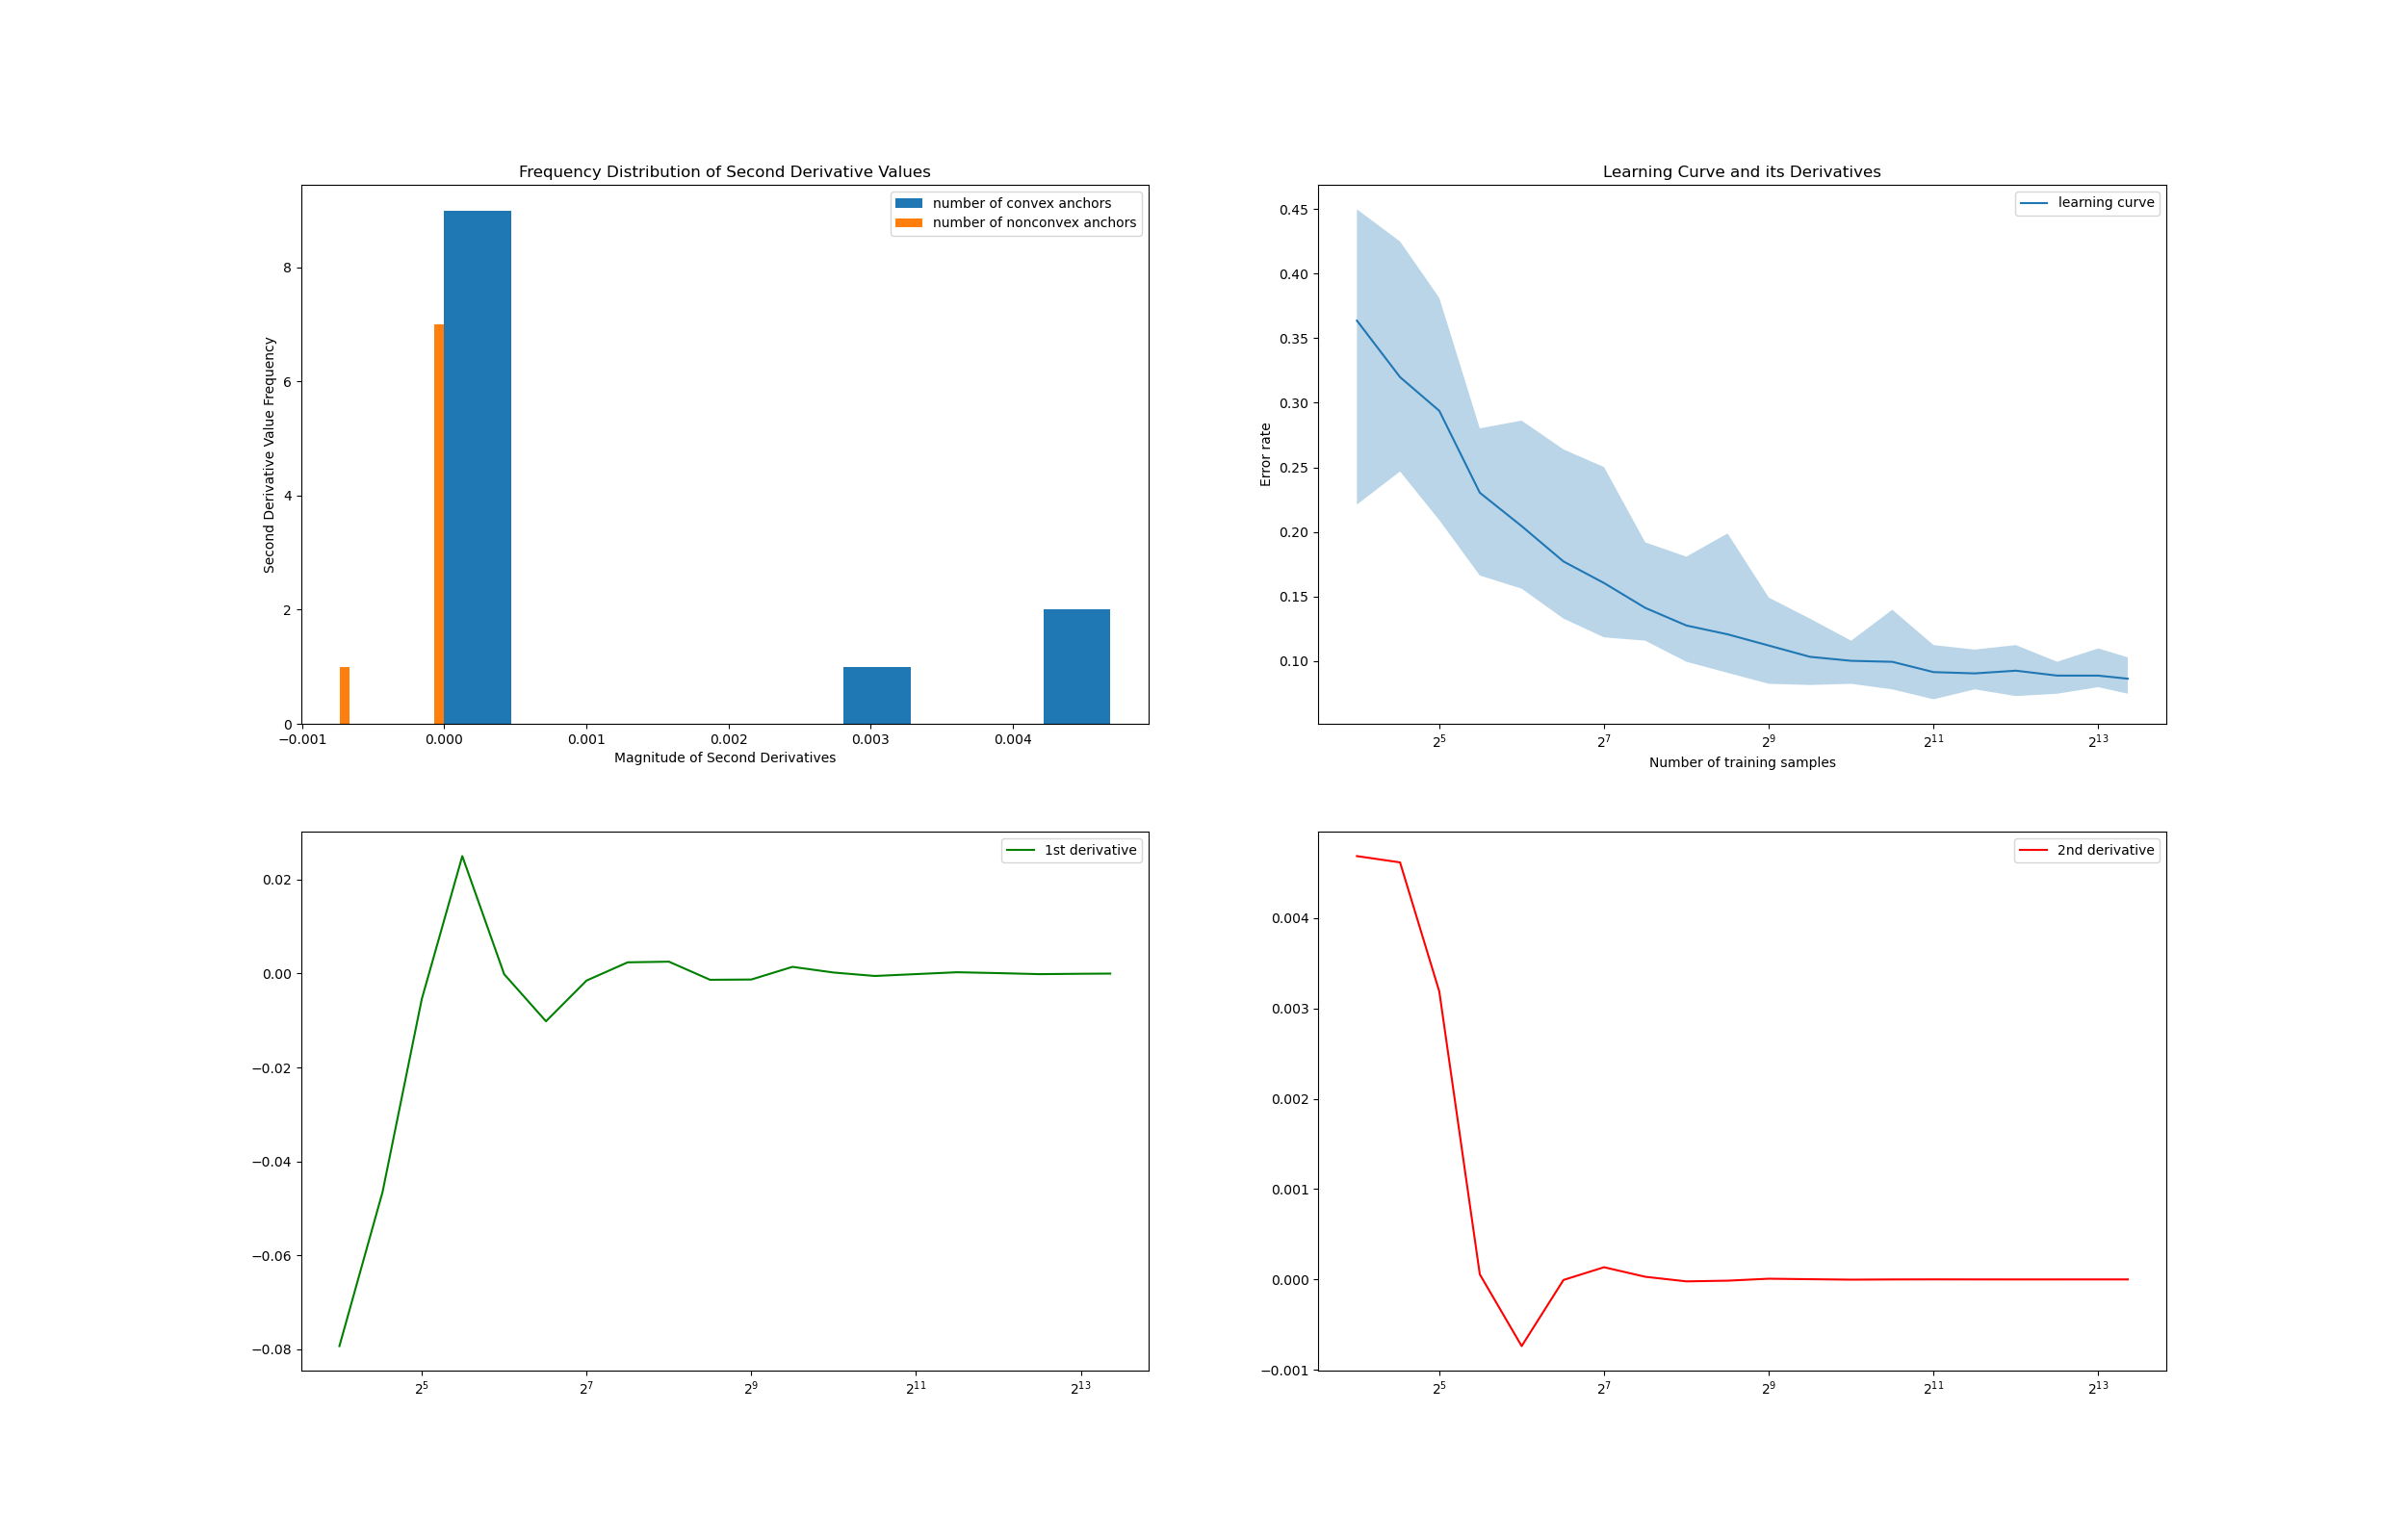 Frequency Distribution of Second Derivative Values
number of convex anchors
number of nonconvex anchors
8
6
4
2
0
Second Derivative Value Frequency
−0.001 0.000 0.001 0.002 0.003 0.004
Magnitude of Second Derivatives
Learning Curve and its Derivatives
learning curve
0.45
0.40
0.35
0.30
0.25
0.20
0.15
0.10
Error rate
2^5 2^7 2^9 2^11 2^13
Number of training samples
1st derivative
0.02
0.00
−0.02
−0.04
−0.06
−0.08
2^5 2^7 2^9 2^11 2^13
2nd derivative
0.004
0.003
0.002
0.001
0.000
−0.001
2^5 2^7 2^9 2^11 2^13